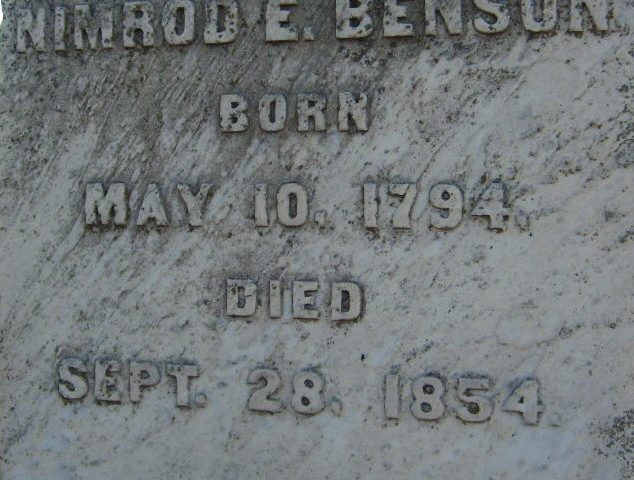 NIMROD E. BENSON
BORN
MAY 10. 1794.
DIED
SEPT. 28. 1854.